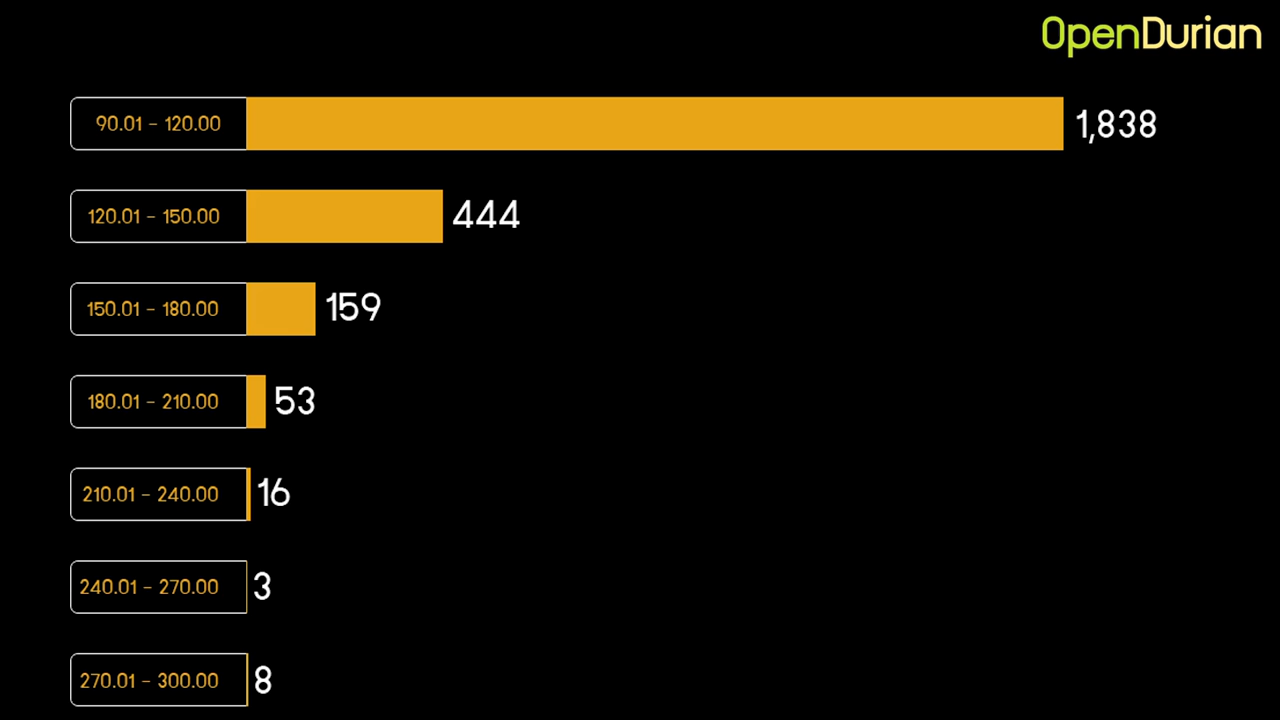 OpenDurian
90.01 - 120.00 1,838
120.01 - 150.00 444
150.01 - 180.00 159
180.01 - 210.00 53
210.01 - 240.00 16
240.01 - 270.00 3
270.01 - 300.00 8